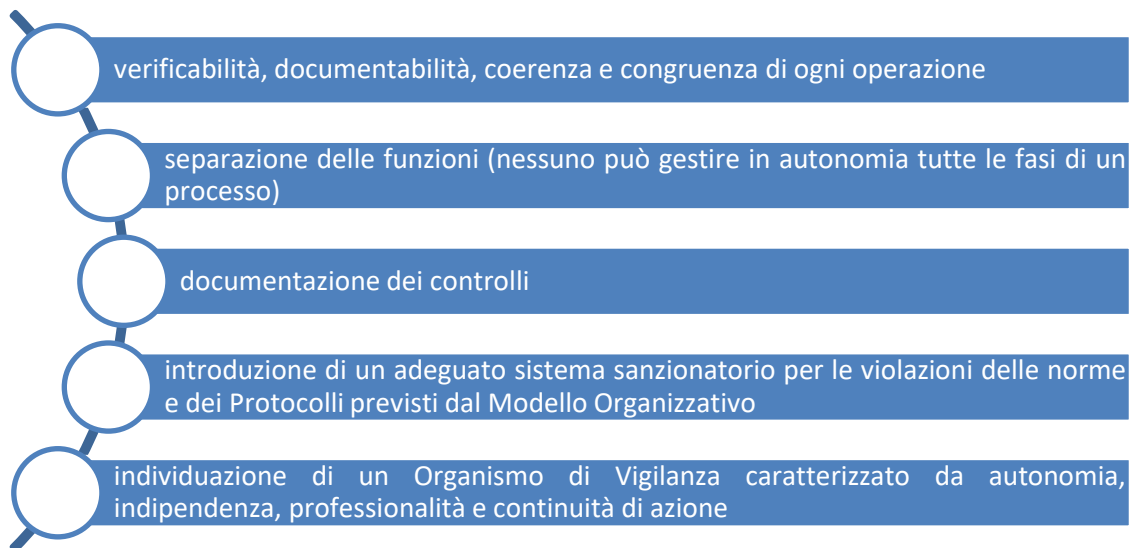 verificabilità, documentabilità, coerenza e congruenza di ogni operazione
separazione delle funzioni (nessuno può gestire in autonomia tutte le fasi di un
processo)
documentazione dei controlli
introduzione di un adeguato sistema sanzionatorio per le violazioni delle norme
e dei Protocolli previsti dal Modello Organizzativo
individuazione di un Organismo di Vigilanza caratterizzato da autonomia,
indipendenza, professionalità e continuità di azione